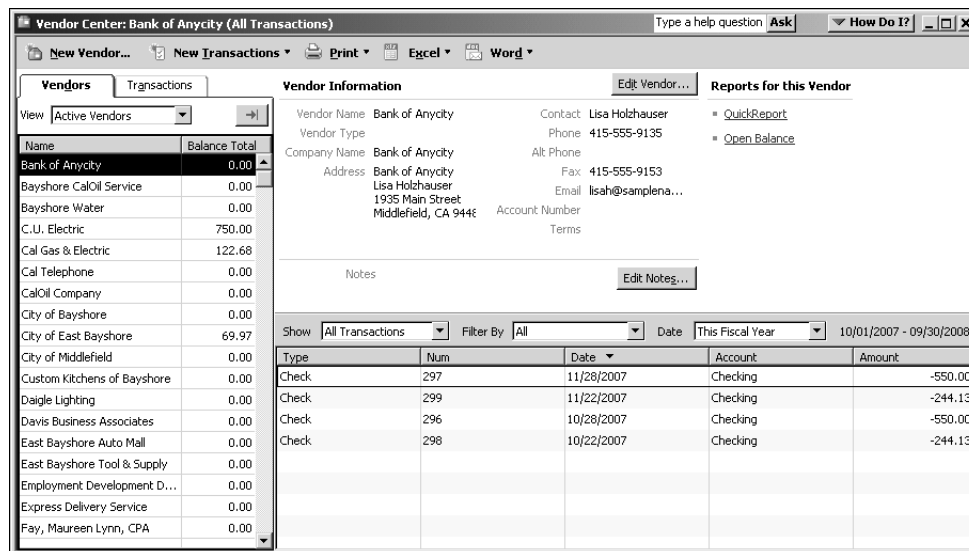 Vendor Center: Bank of Anycity (All Transactions)
Type a help question Ask
How Do I?
New Vendor... New Transactions Print Excel Word
Vendors Transactions
View Active Vendors
Name Balance Total
Bank of Anycity 0.00
Bayshore CalOil Service 0.00
Bayshore Water 0.00
C.U. Electric 750.00
Cal Gas & Electric 122.68
Cal Telephone 0.00
CalOil Company 0.00
City of Bayshore 0.00
City of East Bayshore 69.97
City of Middlefield 0.00
Custom Kitchens of Bayshore 0.00
Daigle Lighting 0.00
Davis Business Associates 0.00
East Bayshore Auto Mall 0.00
East Bayshore Tool & Supply 0.00
Employment Development D... 0.00
Express Delivery Service 0.00
Fay, Maureen Lynn, CPA 0.00
Vendor Information
Edit Vendor...
Vendor Name Bank of Anycity
Vendor Type
Company Name Bank of Anycity
Address Bank of Anycity
Lisa Holzhauser
1935 Main Street
Middlefield, CA 9448
Contact Lisa Holzhauser
Phone 415-555-9135
Alt Phone
Fax 415-555-9153
Email lisah@samplena...
Account Number
Terms
Notes
Edit Notes...
Reports for this Vendor
QuickReport
Open Balance
Show All Transactions Filter By All Date This Fiscal Year 10/01/2007 - 09/30/2008
Type Num Date Account Amount
Check 297 11/28/2007 Checking -550.00
Check 299 11/22/2007 Checking -244.13
Check 296 10/28/2007 Checking -550.00
Check 298 10/22/2007 Checking -244.13